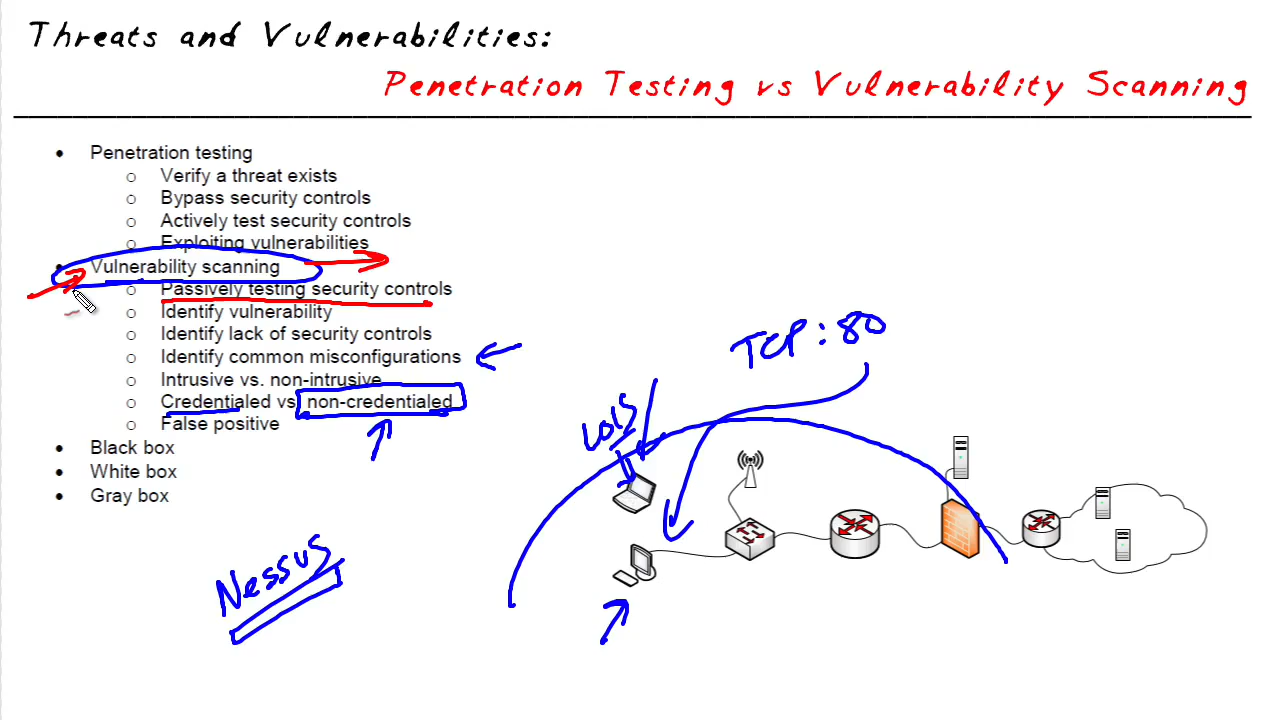 Threats and Vulnerabilities:
Penetration Testing vs Vulnerability Scanning
• Penetration testing
o Verify a threat exists
o Bypass security controls
o Actively test security controls
o Exploiting vulnerabilities
• Vulnerability scanning
o Passively testing security controls
o Identify vulnerability
o Identify lack of security controls
o Identify common misconfigurations
o Intrusive vs. non-intrusive
o Credentialed vs non-credentialed
o False positive
• Black box
• White box
• Gray box
TCP:80
Lois
Nessus